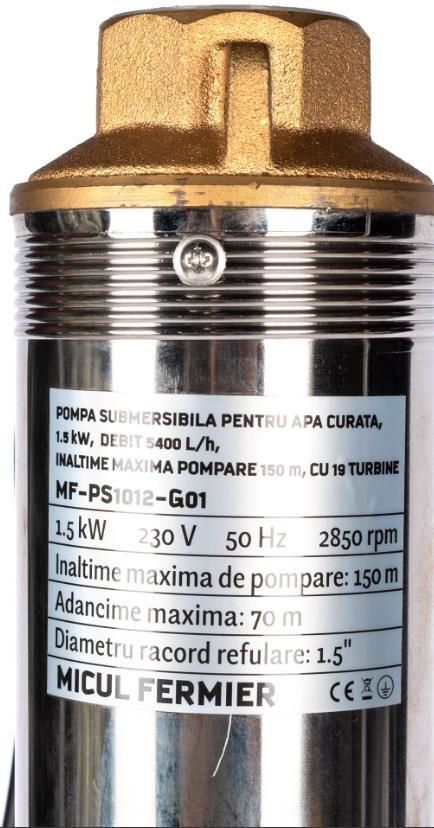 POMPA SUBMERSIBILA PENTRU APA CURATA,
1.5 kW, DEBIT 5400 L/h,
INALTIME MAXIMA POMPARE 150 m, CU 19 TURBINE
MF-PS1012-G01
1.5 kW 230 V 50 Hz 2850 rpm
Inaltime maxima de pompare: 150 m
Adancime maxima: 70 m
Diametru racord refulare: 1.5"
MICUL FERMIER CE